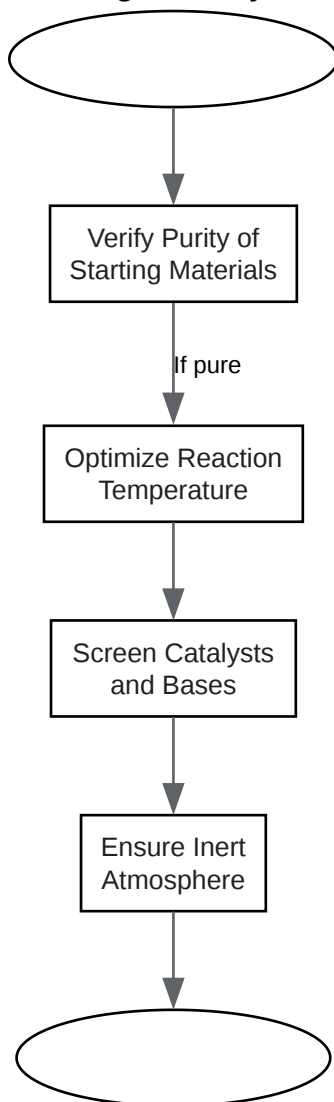 Verify Purity of
Starting Materials
If pure
Optimize Reaction
Temperature
Screen Catalysts
and Bases
Ensure Inert
Atmosphere